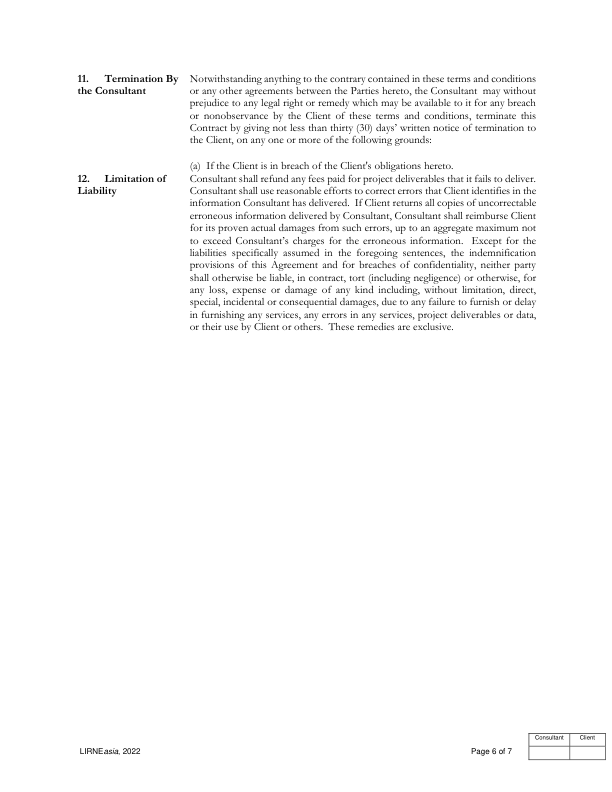 11. Termination By
the Consultant
Notwithstanding anything to the contrary contained in these terms and conditions
or any other agreements between the Parties hereto, the Consultant may without
prejudice to any legal right or remedy which may be available to it for any breach
or nonobservance by the Client of these terms and conditions, terminate this
Contract by giving not less than thirty (30) days’ written notice of termination to
the Client, on any one or more of the following grounds:
(a) If the Client is in breach of the Client's obligations hereto.
12. Limitation of
Liability
Consultant shall refund any fees paid for project deliverables that it fails to deliver.
Consultant shall use reasonable efforts to correct errors that Client identifies in the
information Consultant has delivered. If Client returns all copies of uncorrectable
erroneous information delivered by Consultant, Consultant shall reimburse Client
for its proven actual damages from such errors, up to an aggregate maximum not
to exceed Consultant’s charges for the erroneous information. Except for the
liabilities specifically assumed in the foregoing sentences, the indemnification
provisions of this Agreement and for breaches of confidentiality, neither party
shall otherwise be liable, in contract, tort (including negligence) or otherwise, for
any loss, expense or damage of any kind including, without limitation, direct,
special, incidental or consequential damages, due to any failure to furnish or delay
in furnishing any services, any errors in any services, project deliverables or data,
or their use by Client or others. These remedies are exclusive.
LIRNEasia, 2022
Page 6 of 7
Consultant Client